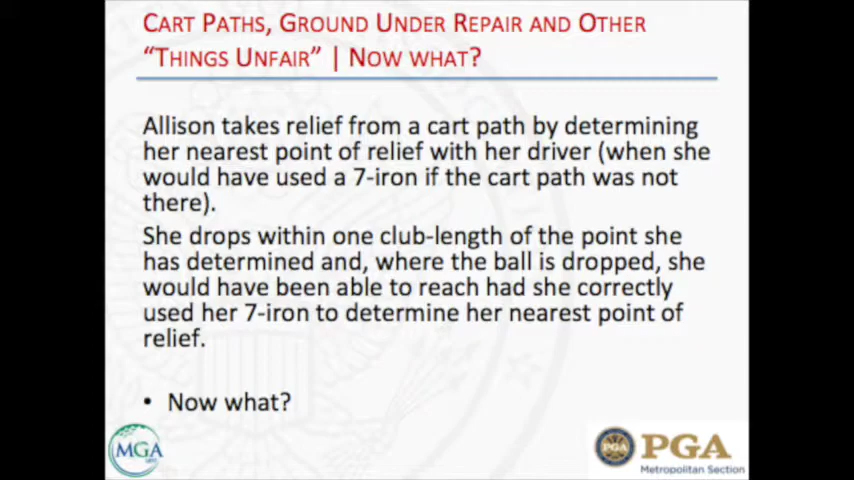 CART PATHS, GROUND UNDER REPAIR AND OTHER
“THINGS UNFAIR” | NOW WHAT?
Allison takes relief from a cart path by determining
her nearest point of relief with her driver (when she
would have used a 7-iron if the cart path was not
there).
She drops within one club-length of the point she
has determined and, where the ball is dropped, she
would have been able to reach had she correctly
used her 7-iron to determine her nearest point of
relief.
• Now what?
MGA
PGA
Metropolitan Section